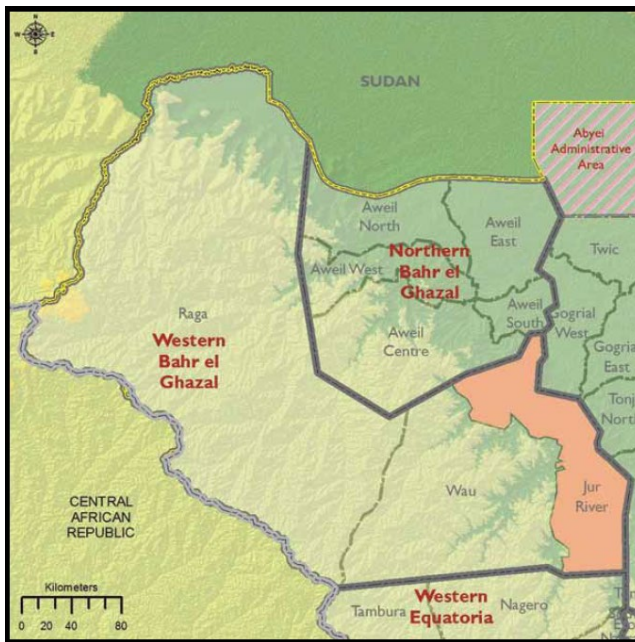 N
W E
S
SUDAN
Abyei
Administrative
Area
Aweil
North
Aweil
East
Northern
Bahr el
Ghazal
Aweil West
Twic
Raga
Western
Bahr el
Ghazal
Aweil
South
Gogrial
West
Aweil
Centre
Gogrial
East
Tonj
North
Wau
Jur
River
CENTRAL
AFRICAN
REPUBLIC
Kilometers
0 20 40 80
Western
Equatoria
Tambura
Nagero